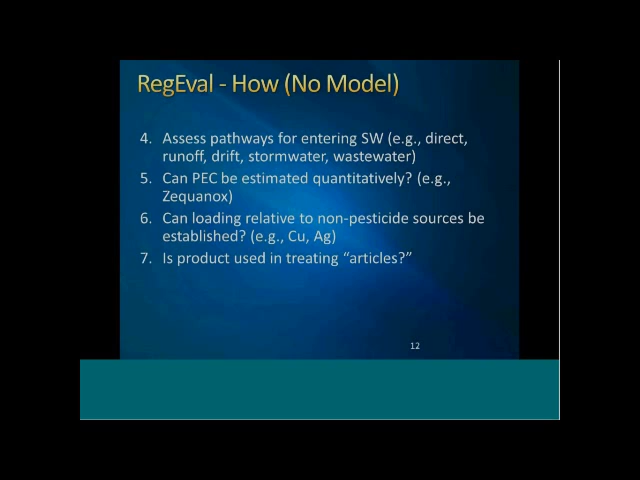 RegEval - How (No Model)
4. Assess pathways for entering SW (e.g., direct,
runoff, drift, stormwater, wastewater)
5. Can PEC be estimated quantitatively? (e.g.,
Zequanox)
6. Can loading relative to non-pesticide sources be
established? (e.g., Cu, Ag)
7. Is product used in treating “articles?”
12